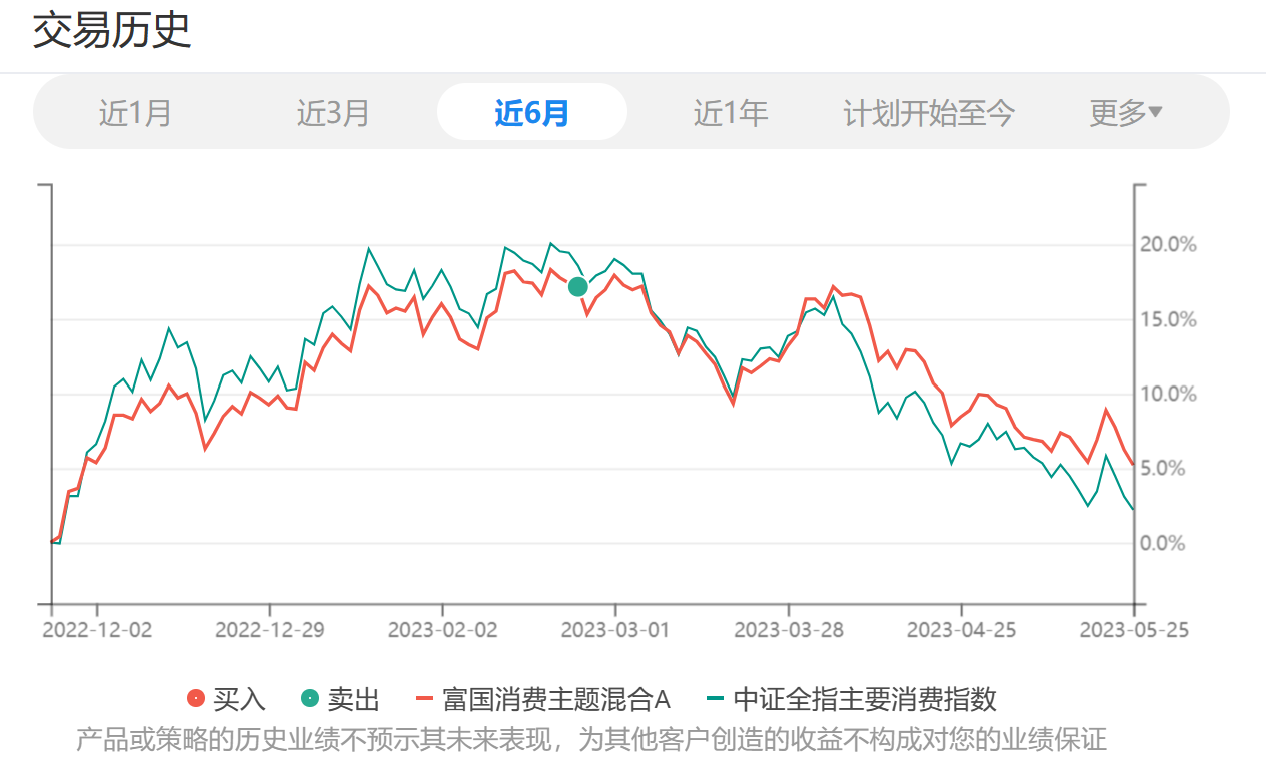 交易历史
近1月 近3月 近6月 近1年 计划开始至今 更多▼
20.0%
15.0%
10.0%
5.0%
0.0%
2022-12-02 2022-12-29 2023-02-02 2023-03-01 2023-03-28 2023-04-25 2023-05-25
买入 卖出 富国消费主题混合A 中证全指主要消费指数
产品或策略的历史业绩不预示其未来表现，为其他客户创造的收益不构成对您的业绩保证